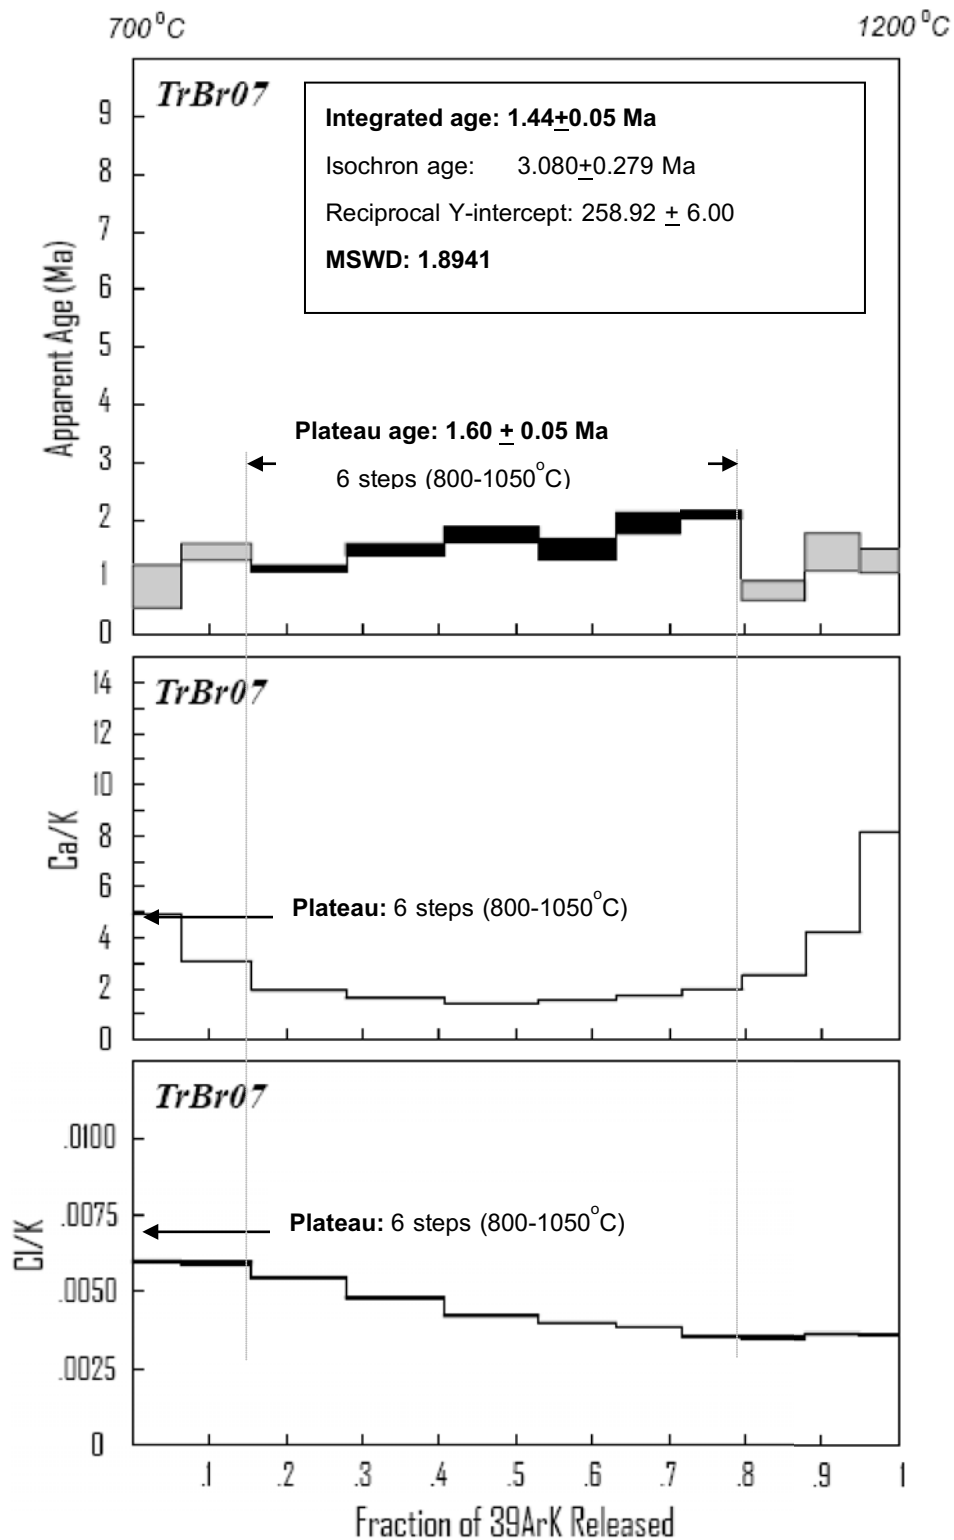 700°C
1200°C
TrBr07
Integrated age: 1.44±0.05 Ma
Isochron age: 3.080±0.279 Ma
Reciprocal Y-intercept: 258.92 ± 6.00
MSWD: 1.8941
Plateau age: 1.60 ± 0.05 Ma
6 steps (800-1050°C)
Apparent Age (Ma)
9
8
7
6
5
4
3
2
1
0
TrBr07
Plateau: 6 steps (800-1050°C)
Ca/K
14
12
10
8
6
4
2
0
TrBr07
Plateau: 6 steps (800-1050°C)
Cl/K
.0100
.0075
.0050
.0025
0
.1 .2 .3 .4 .5 .6 .7 .8 .9 1
Fraction of 39ArK Released